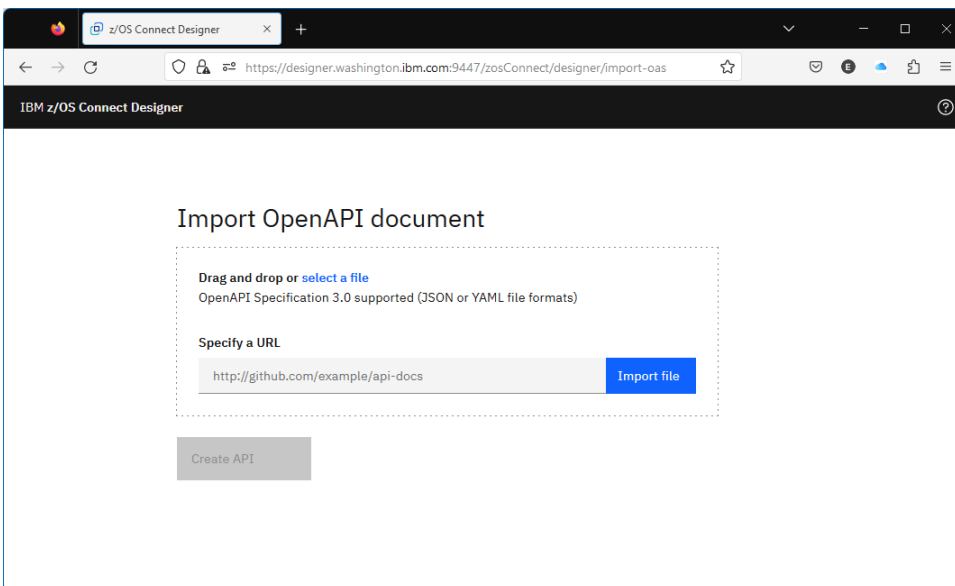 z/OS Connect Designer
https://designer.washington.ibm.com:9447/zosConnect/designer/import-oas
E
IBM z/OS Connect Designer
Import OpenAPI document
Drag and drop or select a file
OpenAPI Specification 3.0 supported (JSON or YAML file formats)
Specify a URL
http://github.com/example/api-docs
Import file
Create API